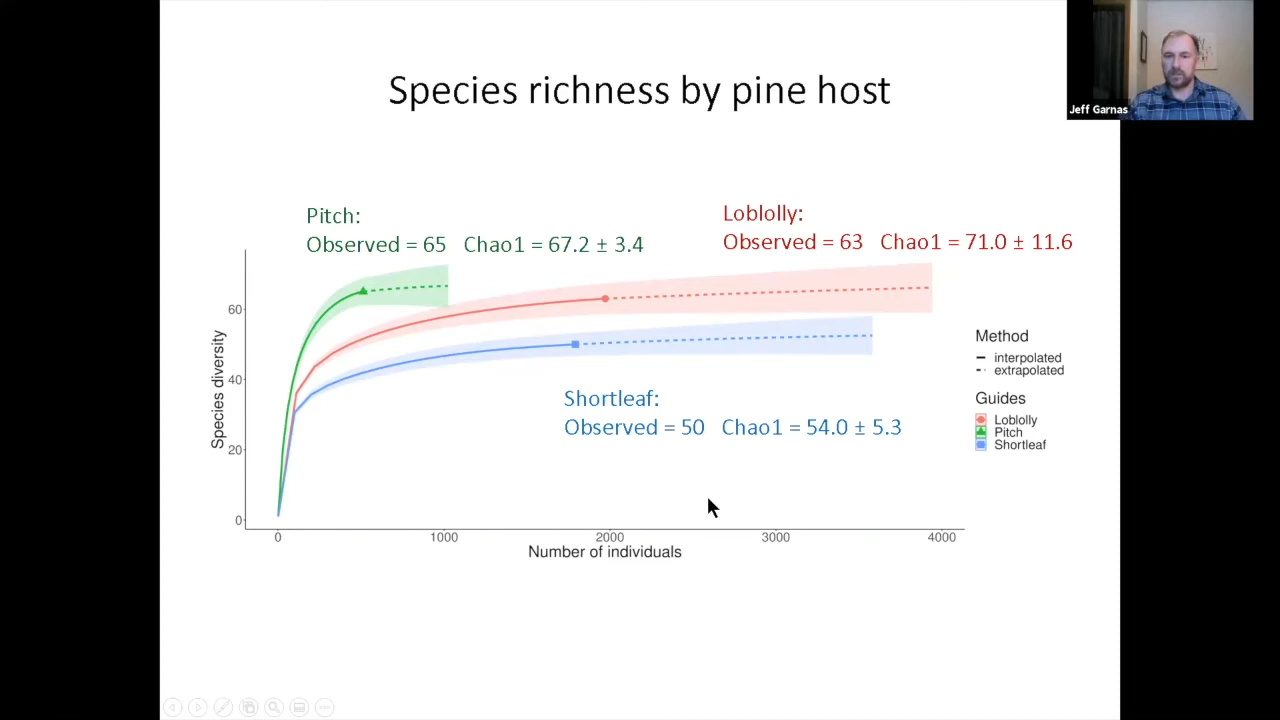 Species richness by pine host
Jeff Garnas
Pitch:
Observed = 65 Chao1 = 67.2 ± 3.4
Loblolly:
Observed = 63 Chao1 = 71.0 ± 11.6
Shortleaf:
Observed = 50 Chao1 = 54.0 ± 5.3
Species diversity
60
40
20
0
0 1000 2000 3000 4000
Number of individuals
Method
interpolated
extrapolated
Guides
Loblolly
Pitch
Shortleaf